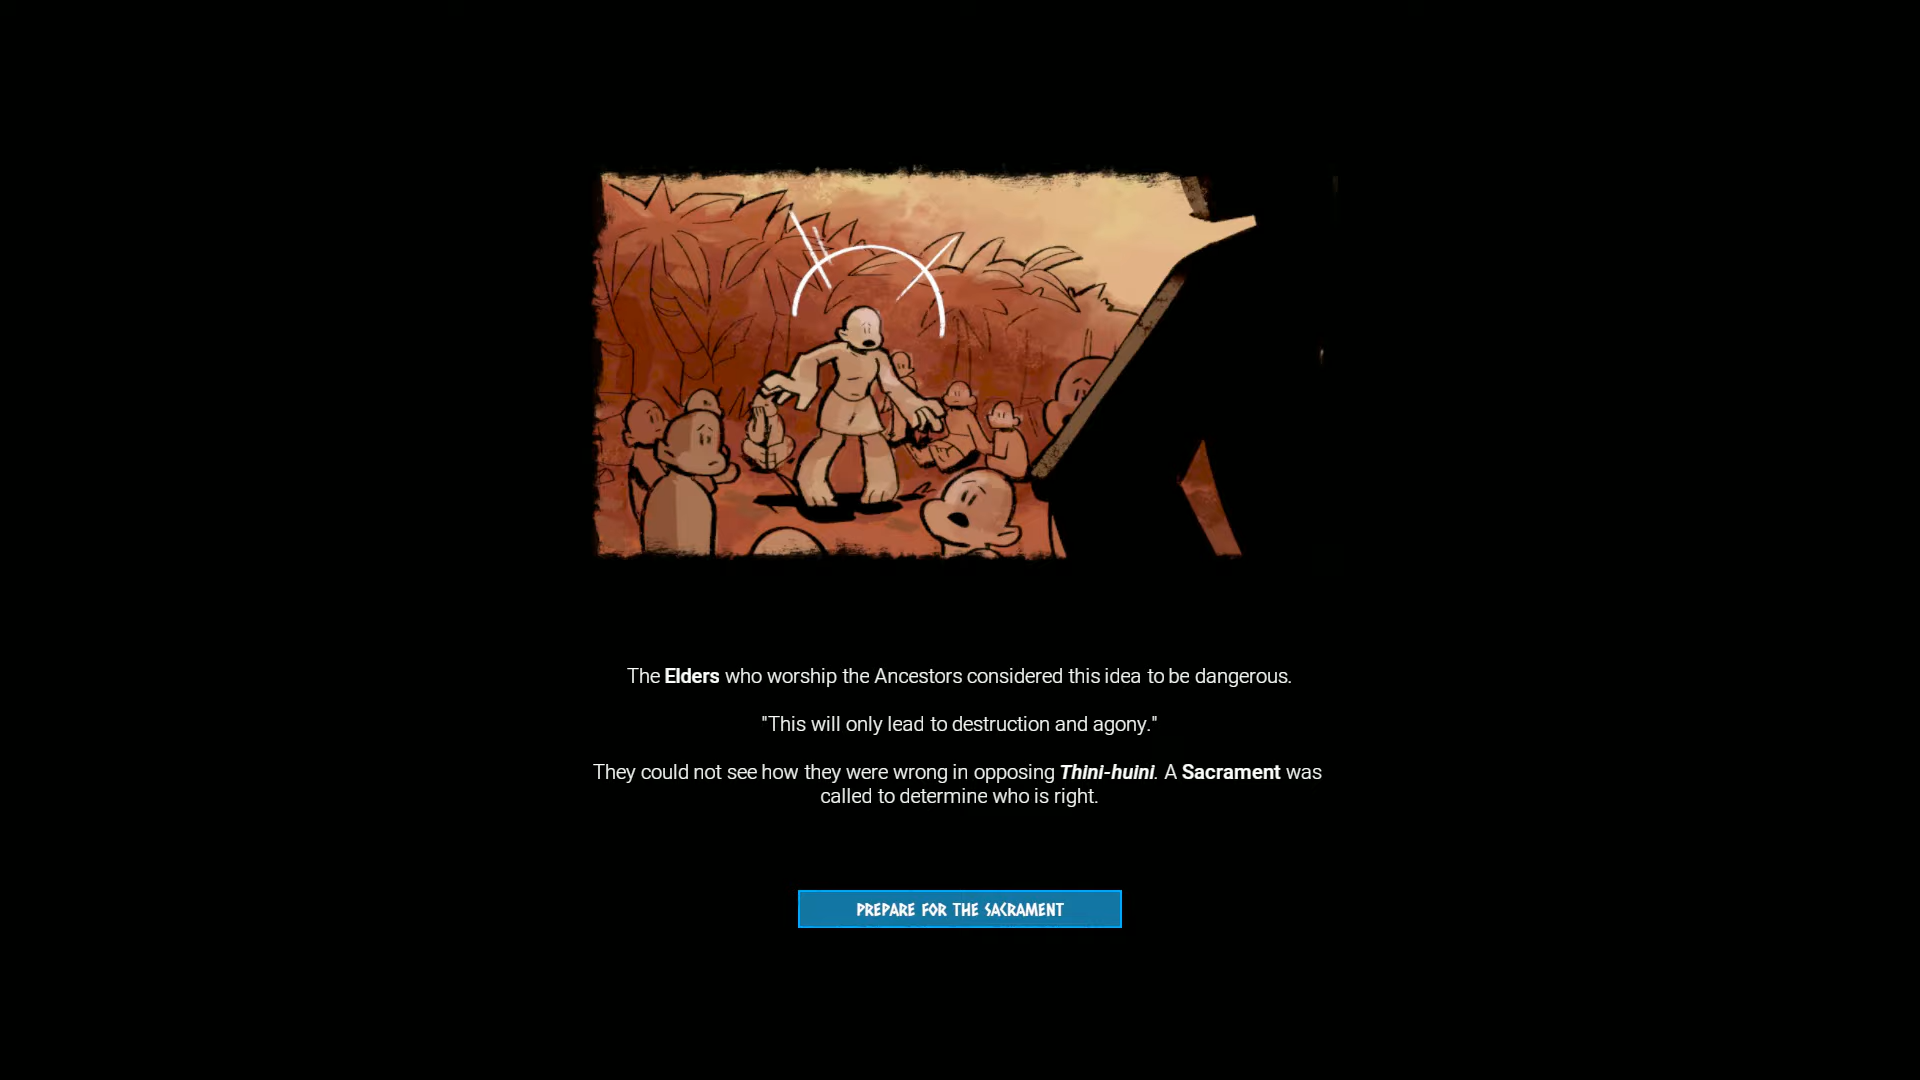 The Elders who worship the Ancestors considered this idea to be dangerous.
"This will only lead to destruction and agony."
They could not see how they were wrong in opposing Thini-huini. A Sacrament was
called to determine who is right.
PREPARE FOR THE SACRAMENT